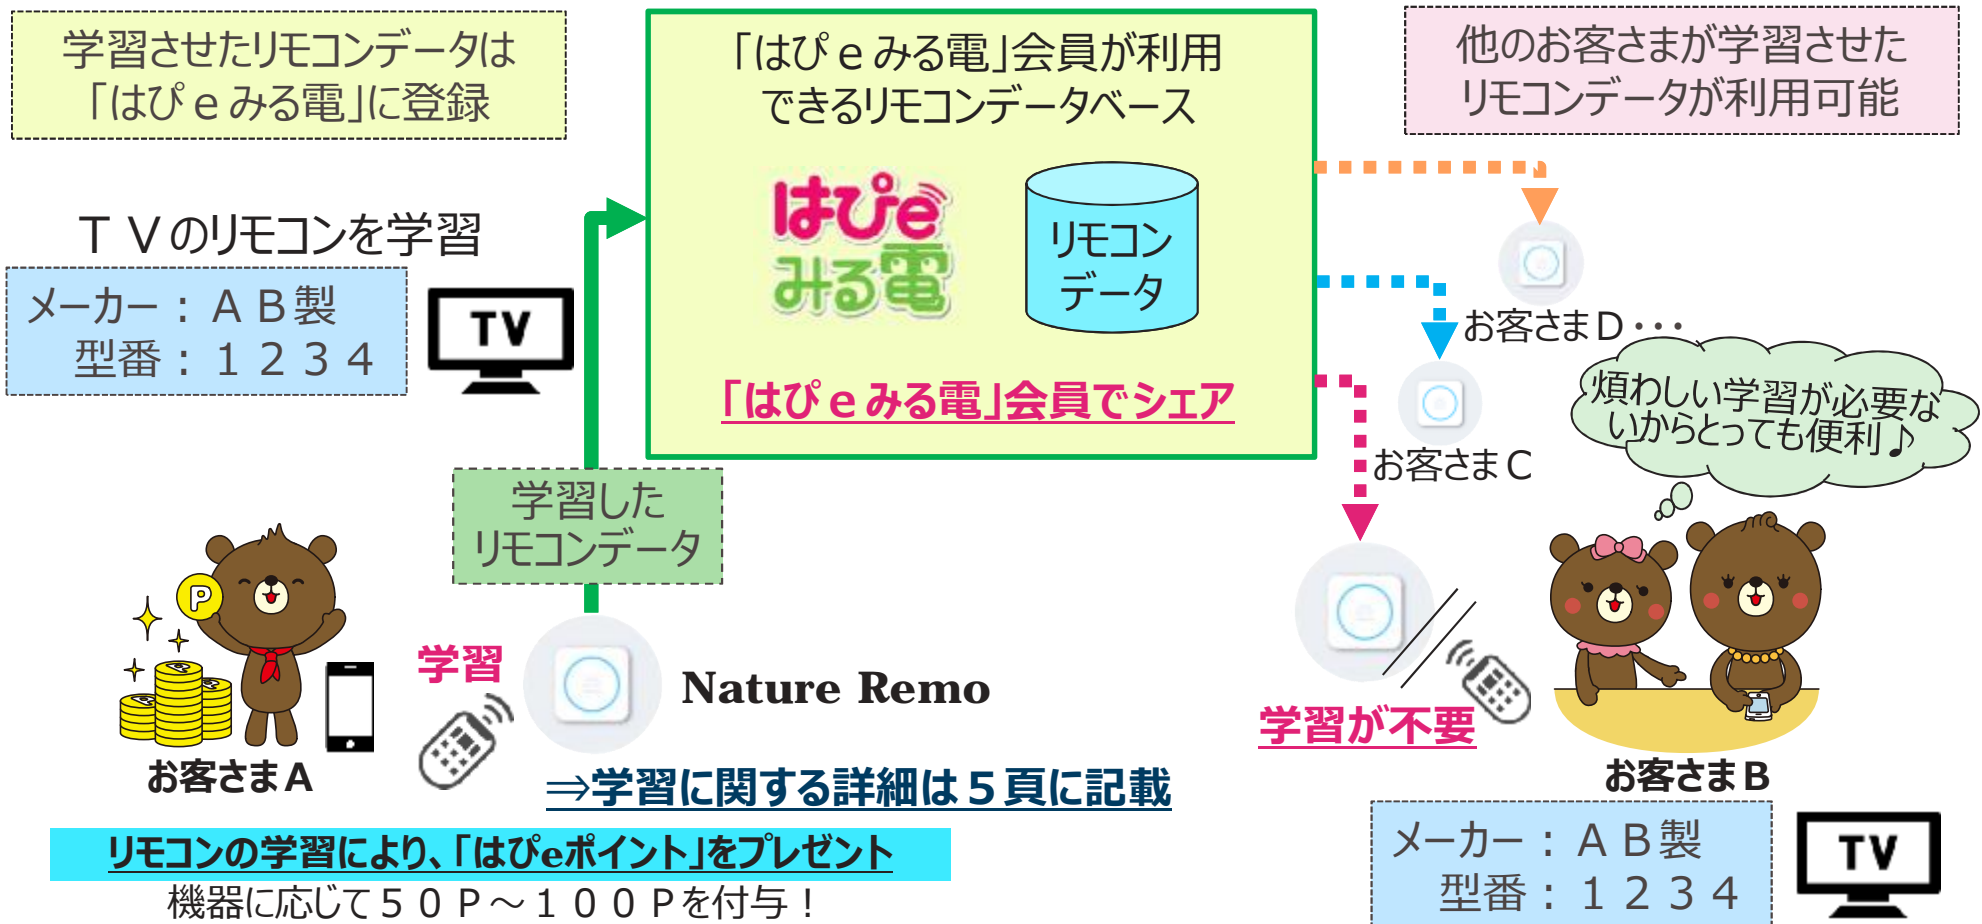 学習させたリモコンデータは
「はぴｅみる電」に登録
「はぴｅみる電」会員が利用
できるリモコンデータベース
他のお客さまが学習させた
リモコンデータが利用可能
はぴe
みる電
リモコン
データ
「はぴｅみる電」会員でシェア
ＴＶのリモコンを学習
メーカー：ＡＢ製
型番：１２３４
TV
お客さまＤ・・・
お客さまＣ
煩わしい学習が必要な
いからとっても便利♪
学習した
リモコンデータ
P
学習
Nature Remo
お客さまＡ
⇒学習に関する詳細は５頁に記載
学習が不要
お客さまＢ
リモコンの学習により、「はぴeポイント」をプレゼント
機器に応じて５０Ｐ～１００Ｐを付与！
メーカー：ＡＢ製
型番：１２３４
TV